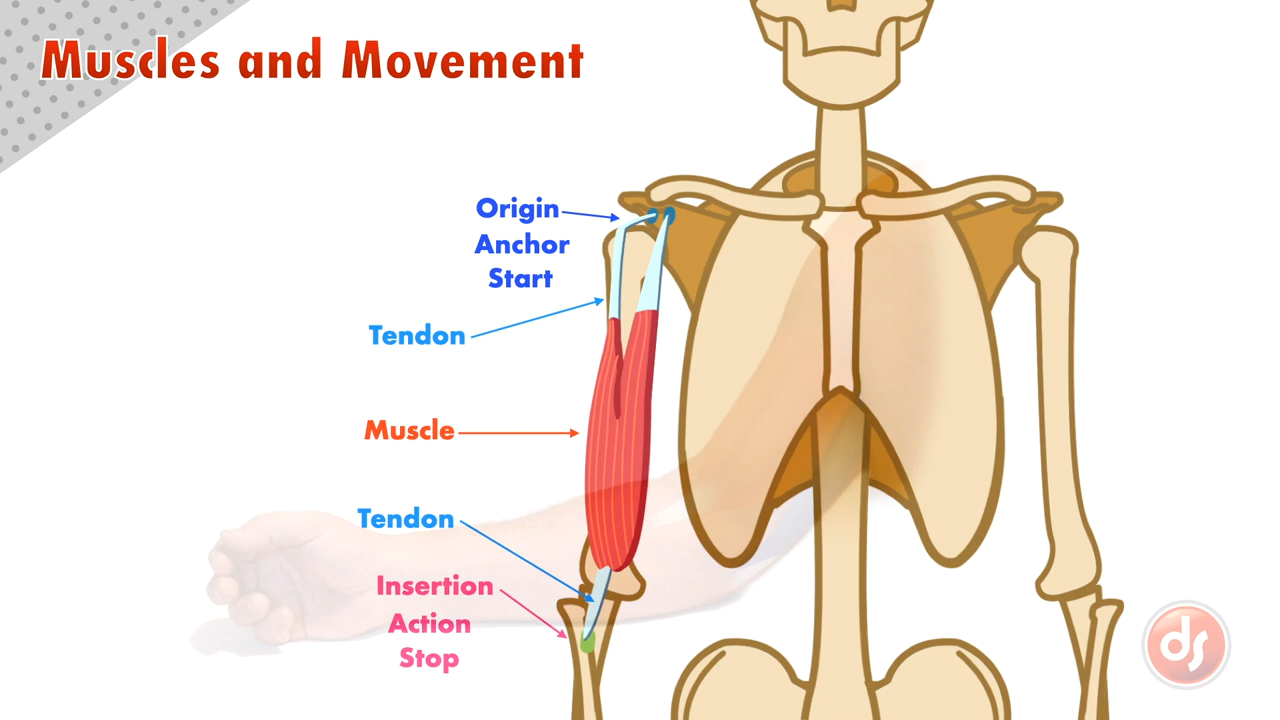 Muscles and Movement
Origin
Anchor
Start
Tendon
Muscle
Tendon
Insertion
Action
Stop
ds